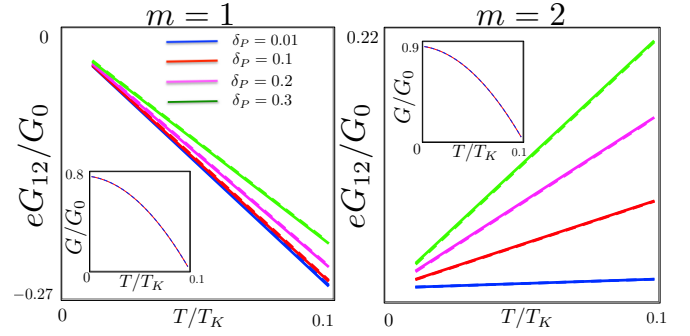 m = 1
0
δ_P = 0.01
δ_P = 0.1
δ_P = 0.2
δ_P = 0.3
eG_12/G_0
0.8
G/G_0
0
T/T_K
0.1
−0.27
0
T/T_K
0.1
m = 2
0.22
0.9
G/G_0
0
T/T_K
0.1
eG_12/G_0
0
T/T_K
0.1